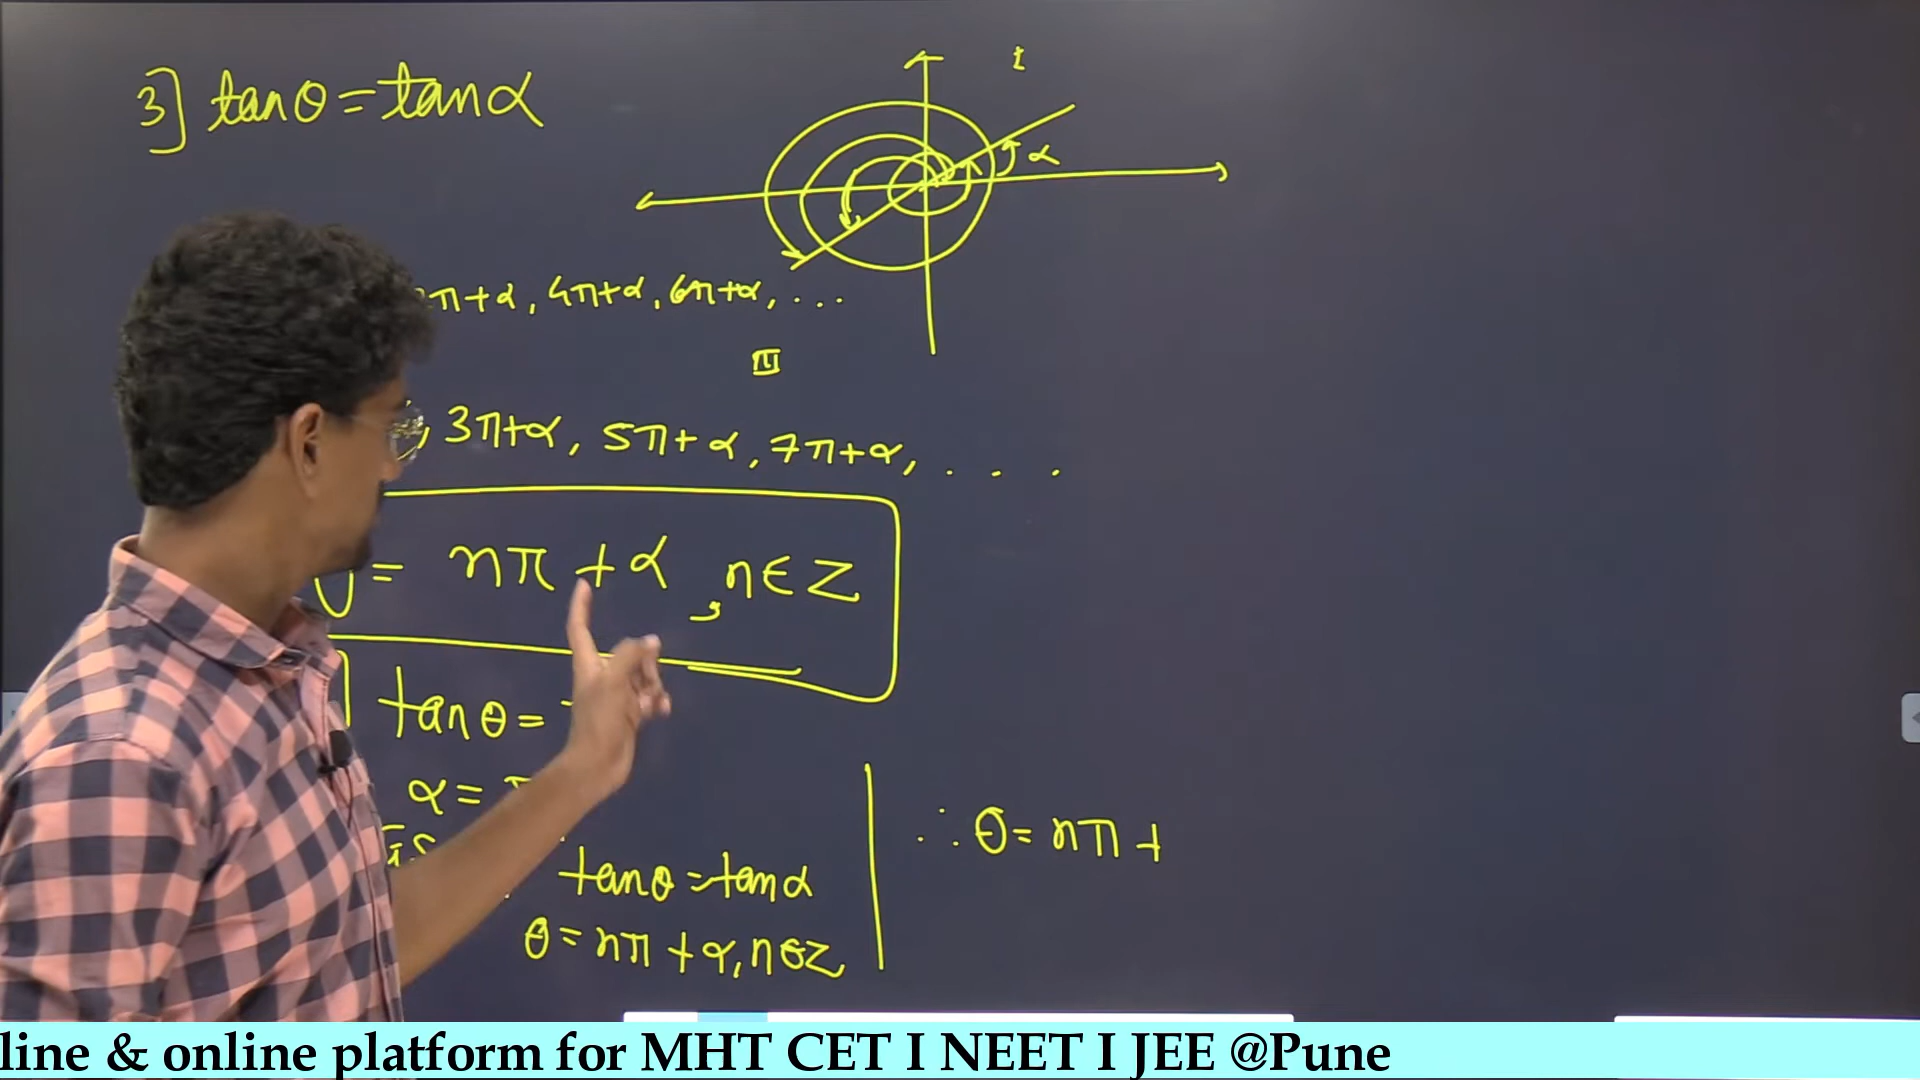 3] tanθ = tanα
I
α
π+α, 4π+α, 6π+α, ...
III
, 3π+α, 5π+α, 7π+α, . . .
= nπ + α , n∈Z
tanθ =
α =
tanθ = tanα
θ = nπ + α, n∈Z
∴ θ = nπ +
line & online platform for MHT CET I NEET I JEE @Pune